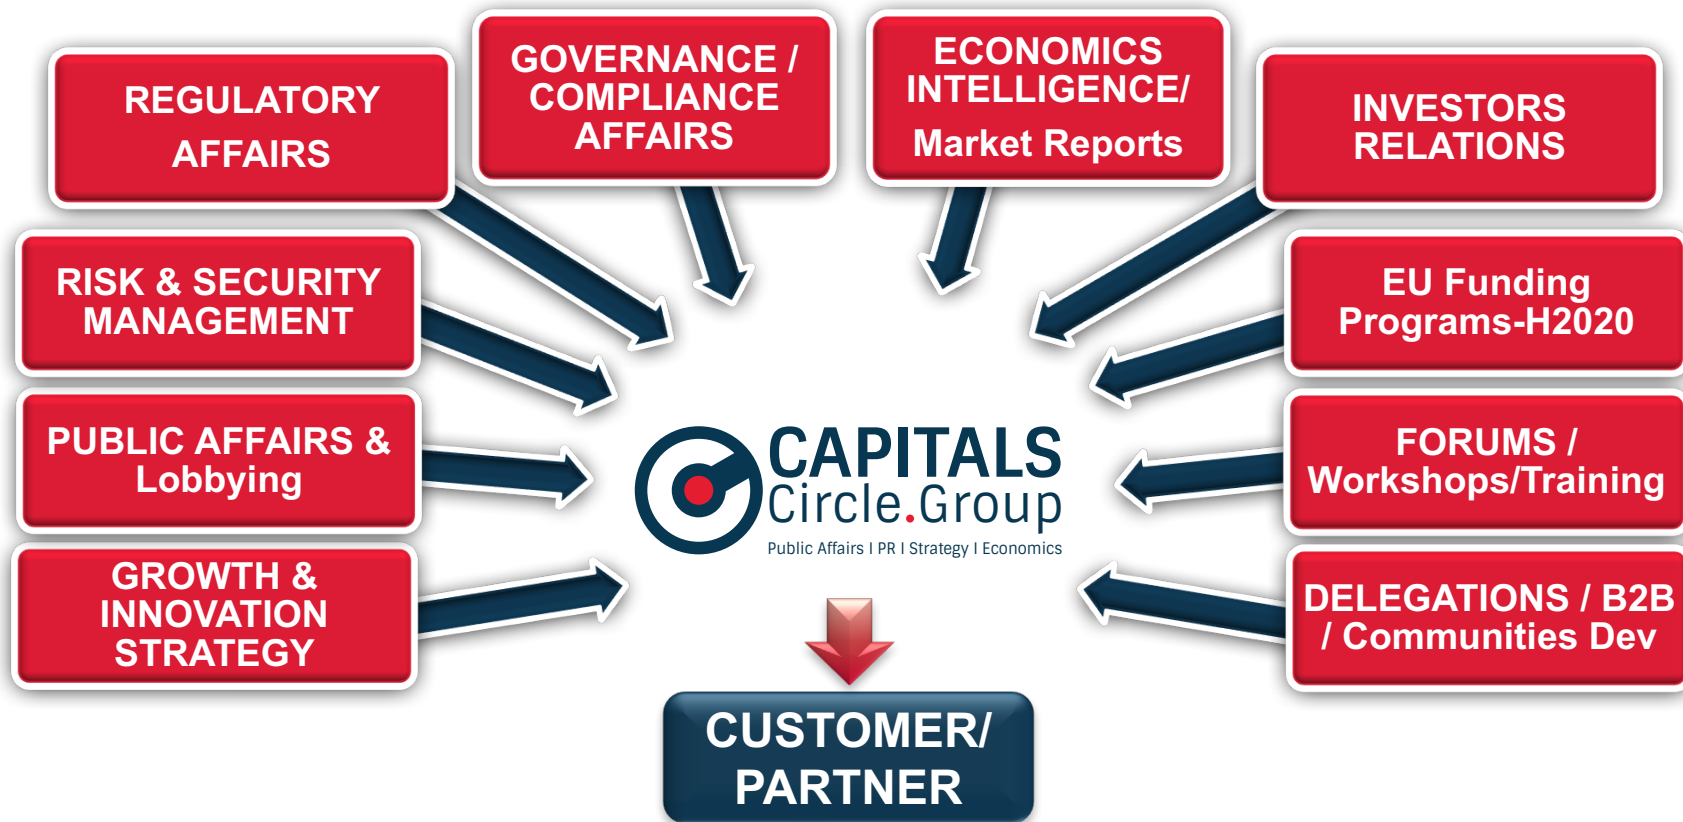 REGULATORY
AFFAIRS
GOVERNANCE /
COMPLIANCE
AFFAIRS
ECONOMICS
INTELLIGENCE/
Market Reports
INVESTORS
RELATIONS
RISK & SECURITY
MANAGEMENT
EU Funding
Programs-H2020
PUBLIC AFFAIRS &
Lobbying
FORUMS /
Workshops/Training
GROWTH &
INNOVATION
STRATEGY
DELEGATIONS / B2B
/ Communities Dev
CAPITALS
Circle.Group
Public Affairs I PR I Strategy I Economics
CUSTOMER/
PARTNER